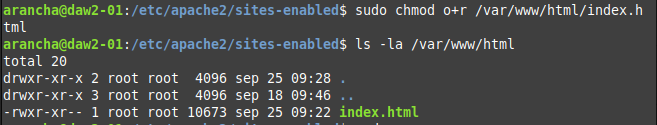 arancha@daw2-01:/etc/apache2/sites-enabled$ sudo chmod o+r /var/www/html/index.h
tml
arancha@daw2-01:/etc/apache2/sites-enabled$ ls -la /var/www/html
total 20
drwxr-xr-x 2 root root  4096 sep 25 09:28 .
drwxr-xr-x 3 root root  4096 sep 18 09:46 ..
-rwxr-xr-- 1 root root 10673 sep 25 09:22 index.html